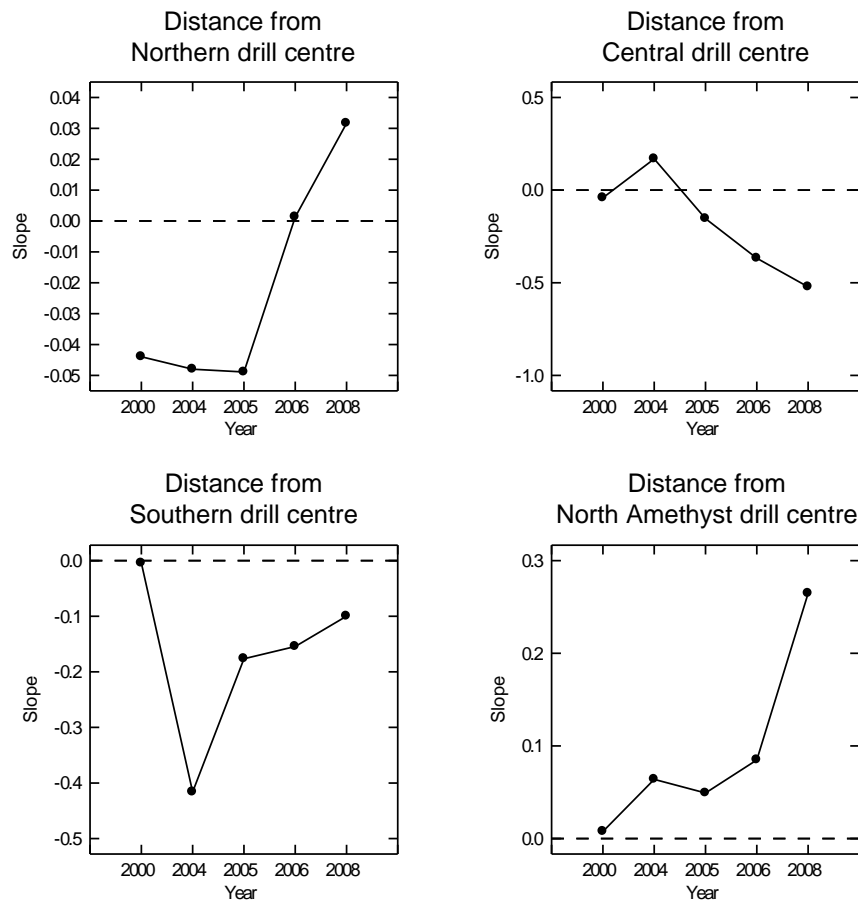 Distance from
Northern drill centre
0.04
0.03
0.02
0.01
0.00
-0.01
-0.02
-0.03
-0.04
-0.05
Slope
2000 2004 2005 2006 2008
Year
Distance from
Central drill centre
0.5
0.0
-0.5
-1.0
Slope
2000 2004 2005 2006 2008
Year
Distance from
Southern drill centre
0.0
-0.1
-0.2
-0.3
-0.4
-0.5
Slope
2000 2004 2005 2006 2008
Year
Distance from
North Amethyst drill centre
0.3
0.2
0.1
0.0
Slope
2000 2004 2005 2006 2008
Year